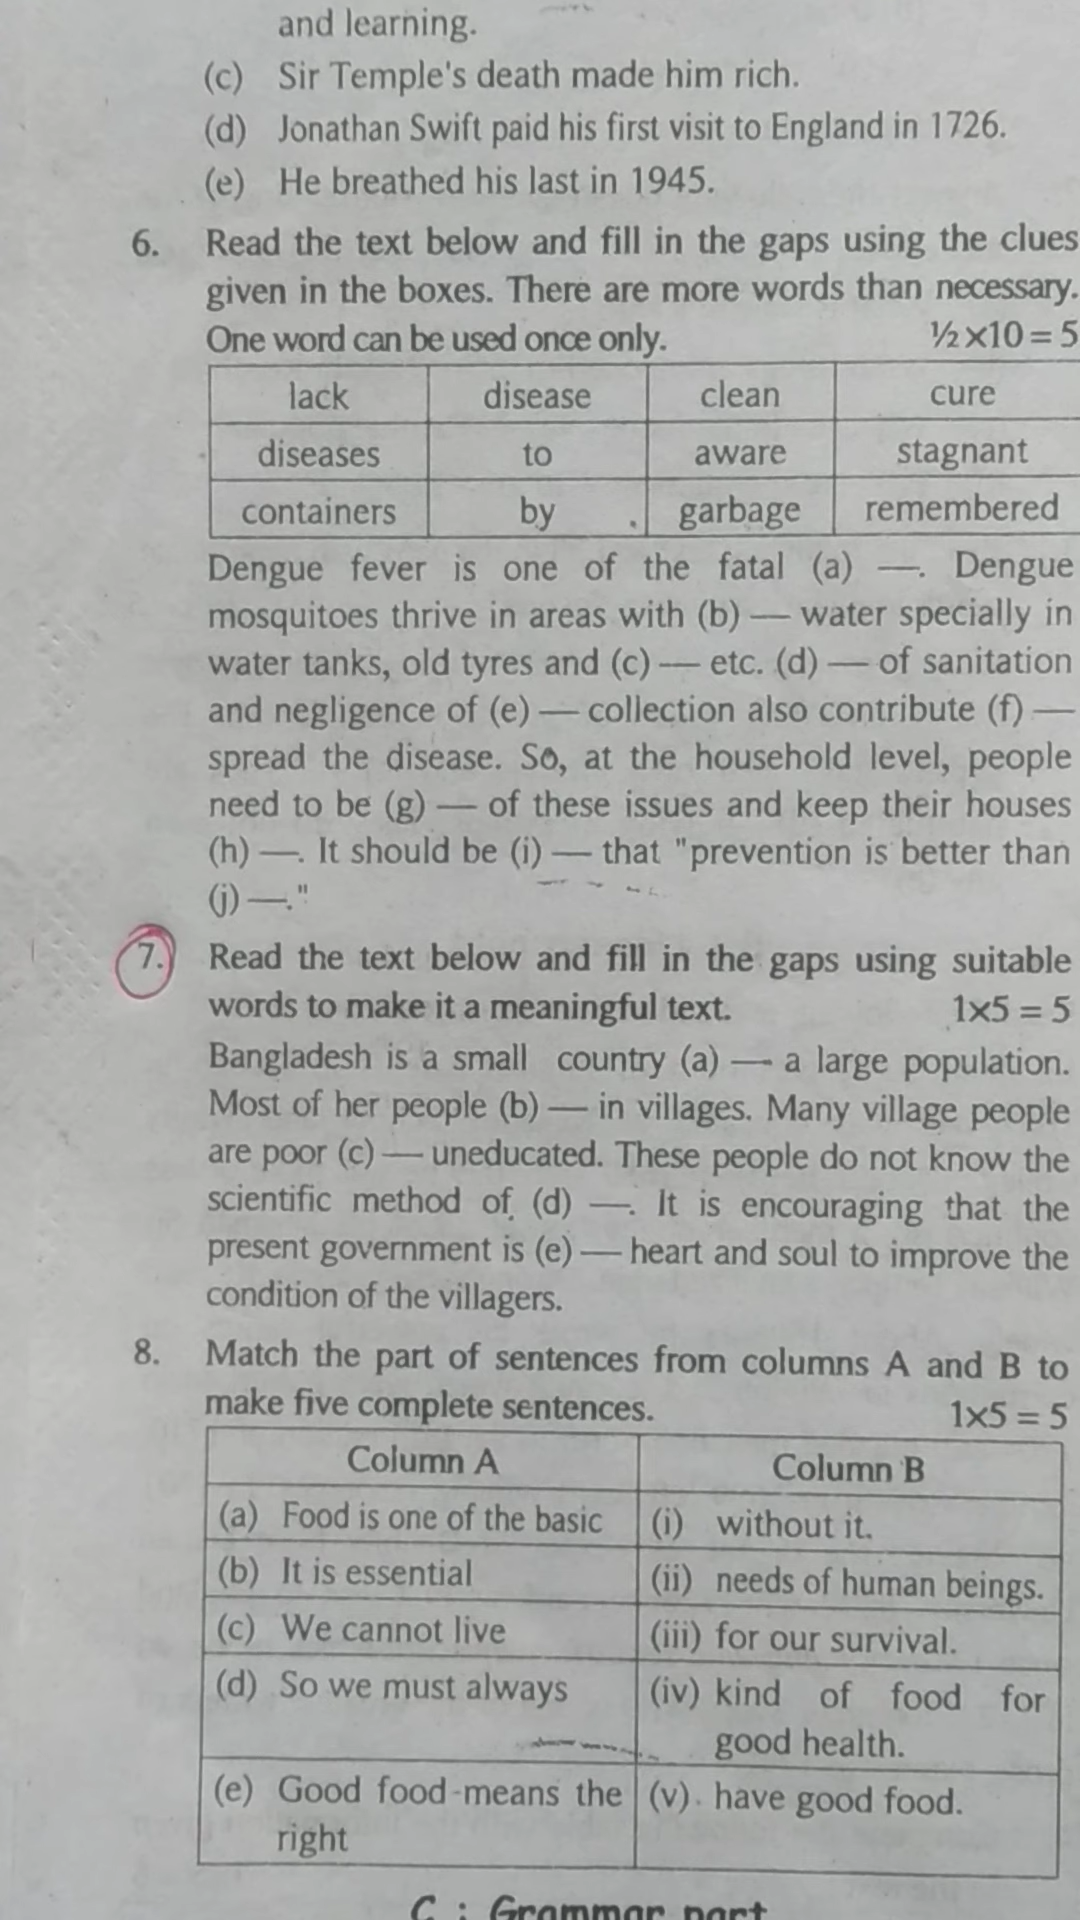 and learning.
(c) Sir Temple's death made him rich.
(d) Jonathan Swift paid his first visit to England in 1726.
(e) He breathed his last in 1945.
6. Read the text below and fill in the gaps using the clues
given in the boxes. There are more words than necessary.
One word can be used once only. ½×10 = 5
lack disease clean cure
diseases to aware stagnant
containers by garbage remembered
Dengue fever is one of the fatal (a) —. Dengue
mosquitoes thrive in areas with (b) — water specially in
water tanks, old tyres and (c) — etc. (d) — of sanitation
and negligence of (e) — collection also contribute (f) —
spread the disease. So, at the household level, people
need to be (g) — of these issues and keep their houses
(h) —. It should be (i) — that "prevention is better than
(j) —."
7. Read the text below and fill in the gaps using suitable
words to make it a meaningful text. 1×5 = 5
Bangladesh is a small country (a) — a large population.
Most of her people (b) — in villages. Many village people
are poor (c) — uneducated. These people do not know the
scientific method of (d) —. It is encouraging that the
present government is (e) — heart and soul to improve the
condition of the villagers.
8. Match the part of sentences from columns A and B to
make five complete sentences. 1×5 = 5
Column A Column B
(a) Food is one of the basic (i) without it.
(b) It is essential (ii) needs of human beings.
(c) We cannot live (iii) for our survival.
(d) So we must always (iv) kind of food for
good health.
(e) Good food means the (v) have good food.
right
C : Grammar part